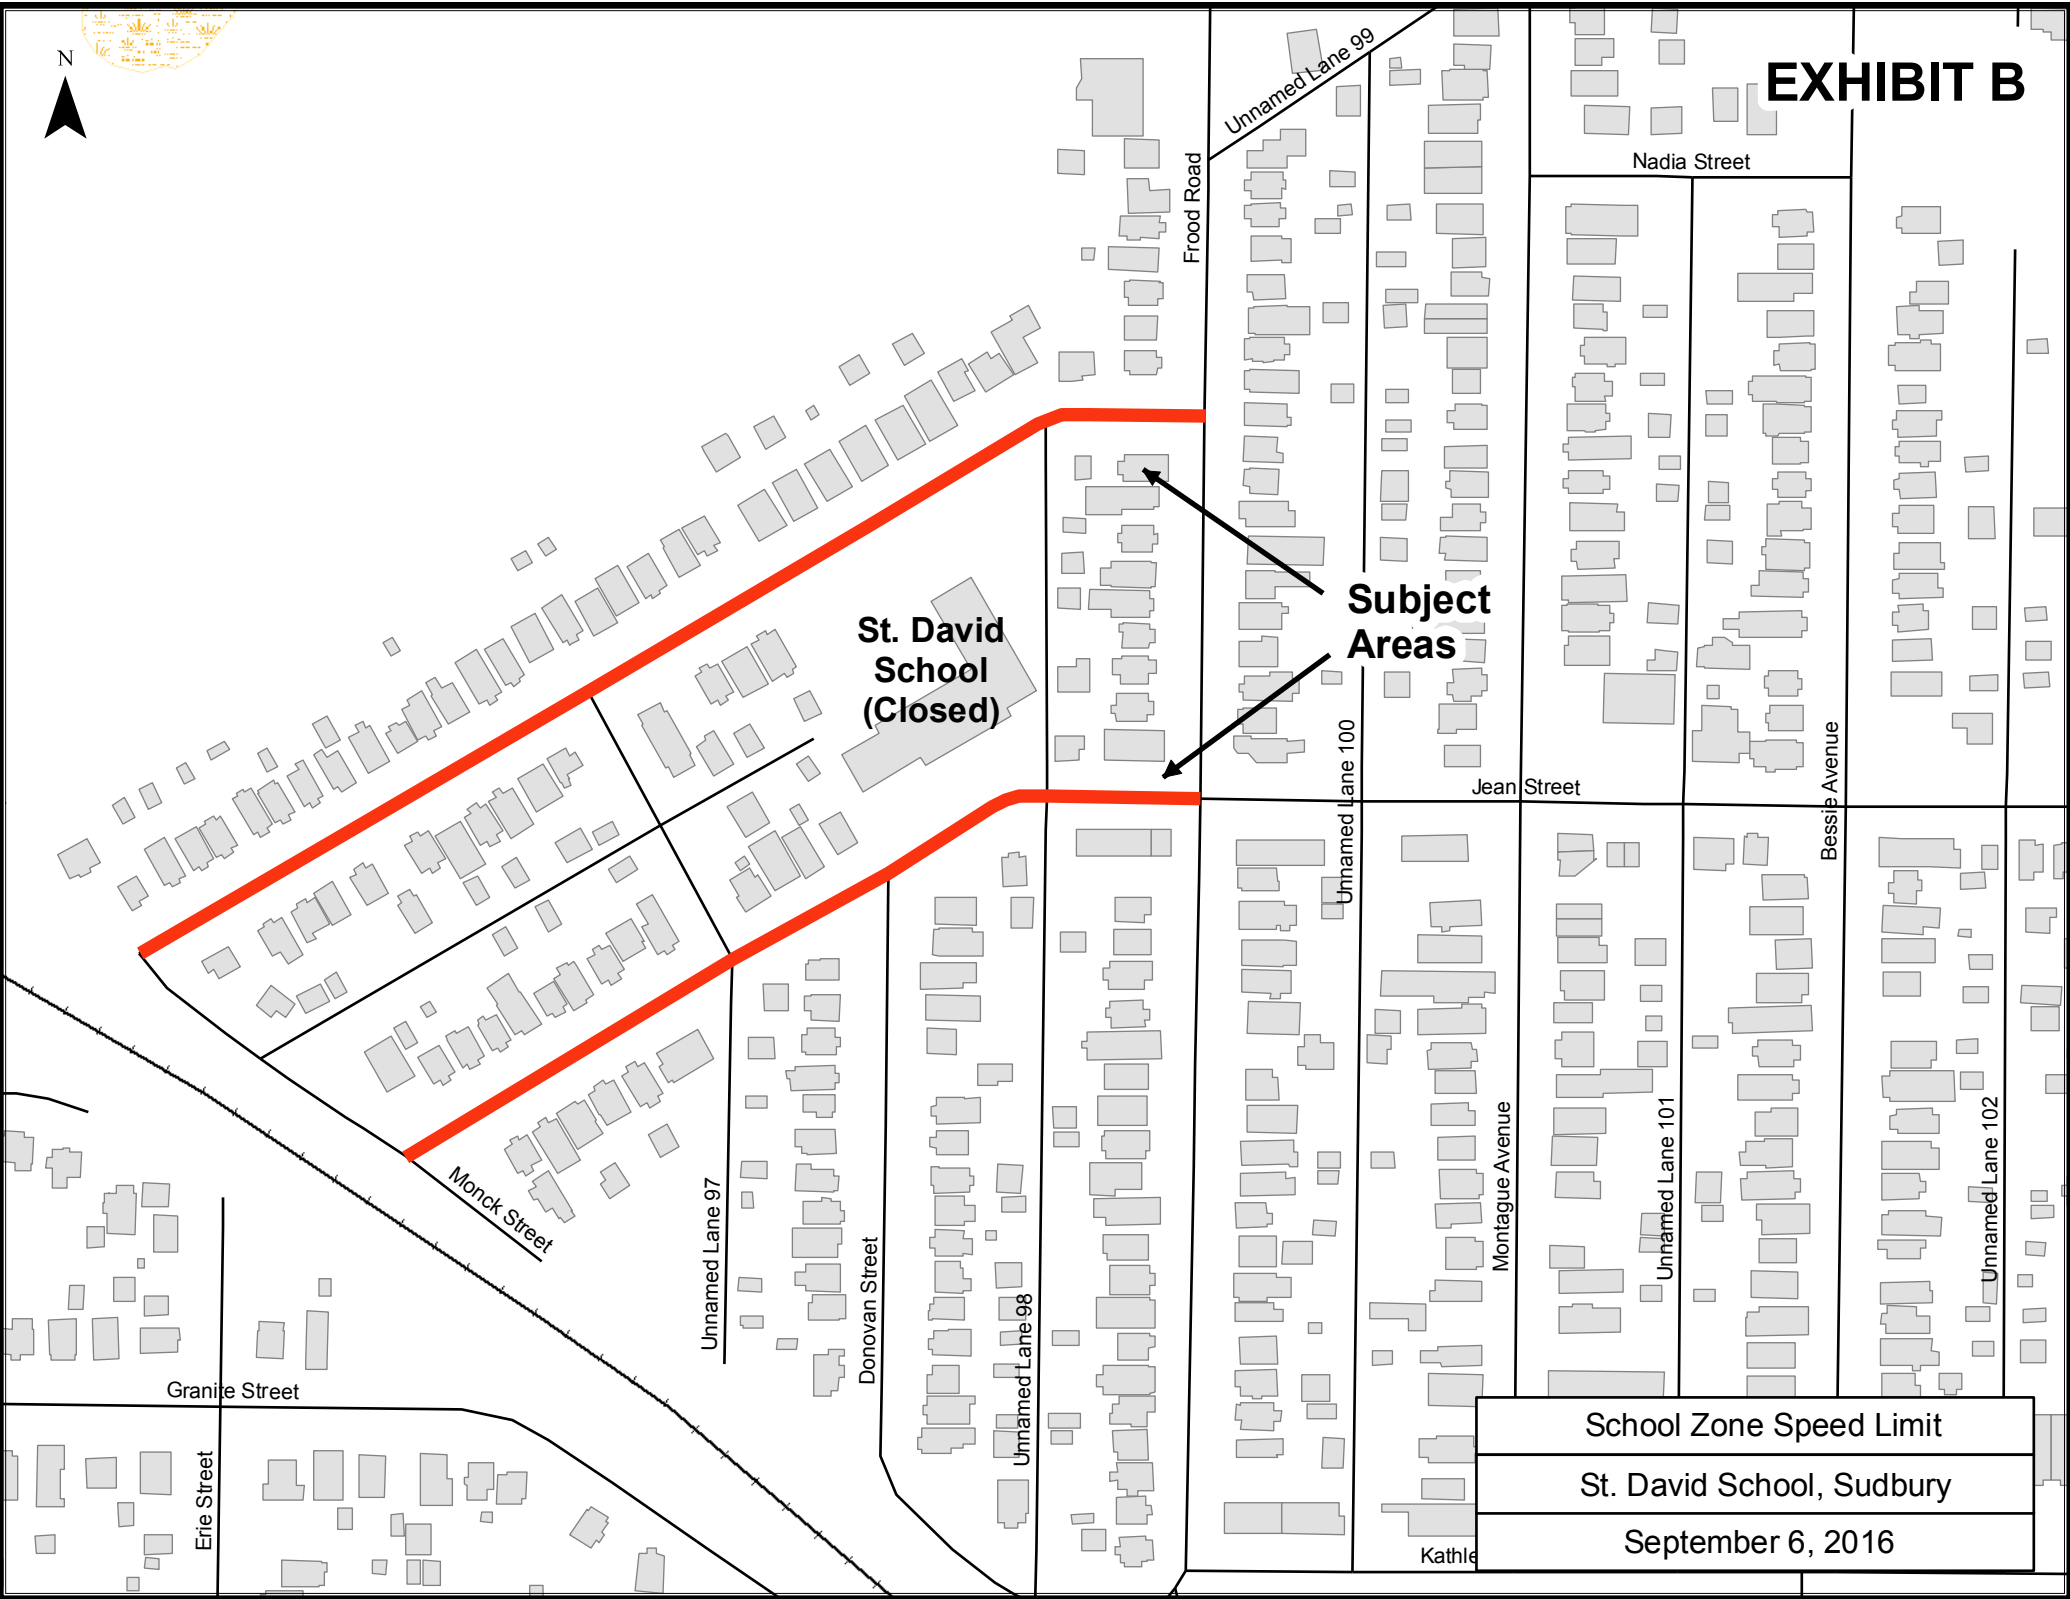 N
EXHIBIT B
Unnamed Lane 99
Nadia Street
Frood Road
Subject
Areas
St. David
School
(Closed)
Unnamed Lane 100
Jean Street
Bessie Avenue
Monck Street
Unnamed Lane 97
Donovan Street
Unnamed Lane 98
Montague Avenue
Unnamed Lane 101
Unnamed Lane 102
Granite Street
Erie Street
Kathle
School Zone Speed Limit
St. David School, Sudbury
September 6, 2016